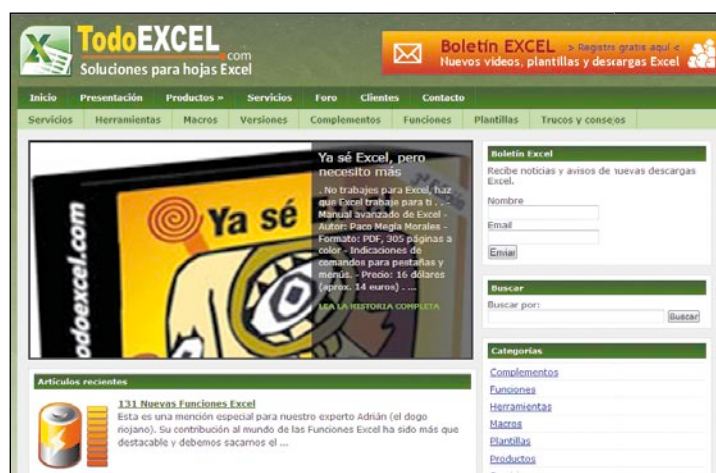 TodoEXCEL.com
Soluciones para hojas Excel
Boletín EXCEL > Registro gratis aquí <
Nuevos videos, plantillas y descargas Excel
Inicio Presentación Productos » Servicios Foro Clientes Contacto
Servicios Herramientas Macros Versiones Complementos Funciones Plantillas Trucos y consejos
todoexcel.com
Ya sé
Ya sé Excel, pero
necesito más
. No trabajes para Excel, haz
que Excel trabaje para ti . . -
Manual avanzado de Excel -
Autor: Paco Megía Morales -
Formato: PDF, 305 páginas a
color - Indicaciones de
comandos para pestañas y
menús. - Precio: 16 dólares
(aprox. 14 euros) . ...
LEA LA HISTORIA COMPLETA
Boletín Excel
Recibe noticias y avisos de nuevas descargas
Excel.
Nombre
Email
Enviar
Buscar
Buscar por:
Buscar
Categorías
Complementos
Funciones
Herramientas
Macros
Plantillas
Productos
Artículos recientes
131 Nuevas Funciones Excel
Esta es una mención especial para nuestro experto Adrián (el dogo
riojano). Su contribución al mundo de las Funciones Excel ha sido más que
destacable y debemos sacarnos el ...